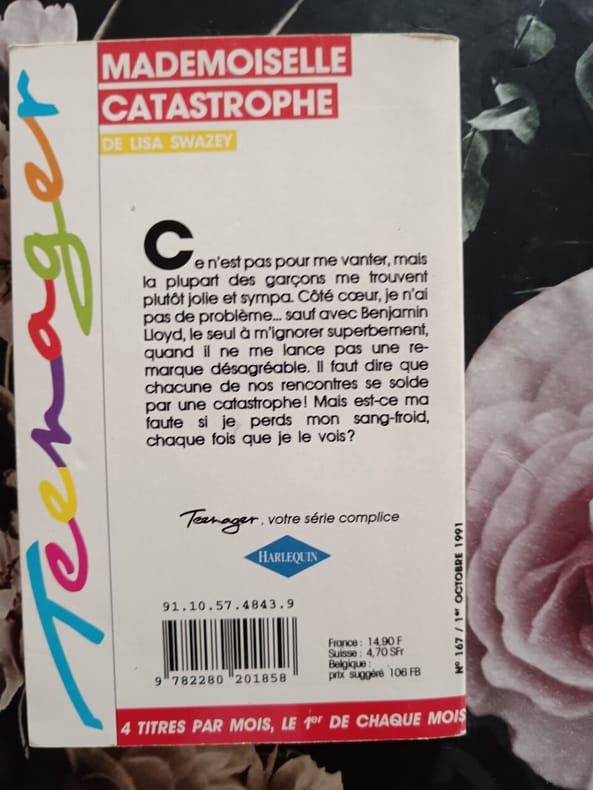 MADEMOISELLE
CATASTROPHE
DE LISA SWAZEY
Teenager
Ce n'est pas pour me vanter, mais
la plupart des garçons me trouvent
plutôt jolie et sympa. Côté cœur, je n'ai
pas de problème... sauf avec Benjamin
Lloyd, le seul à m'ignorer superbement,
quand il ne me lance pas une re-
marque désagréable. Il faut dire que
chacune de nos rencontres se solde
par une catastrophe! Mais est-ce ma
faute si je perds mon sang-froid,
chaque fois que je le vois?
Teenager, votre série complice
HARLEQUIN
91.10.57.4843.9
9 782280 201858
France : 14,90 F
Suisse : 4,70 SFr
Belgique :
prix suggéré 106 FB
N° 167 / 1er OCTOBRE 1991
4 TITRES PAR MOIS, LE 1er DE CHAQUE MOIS